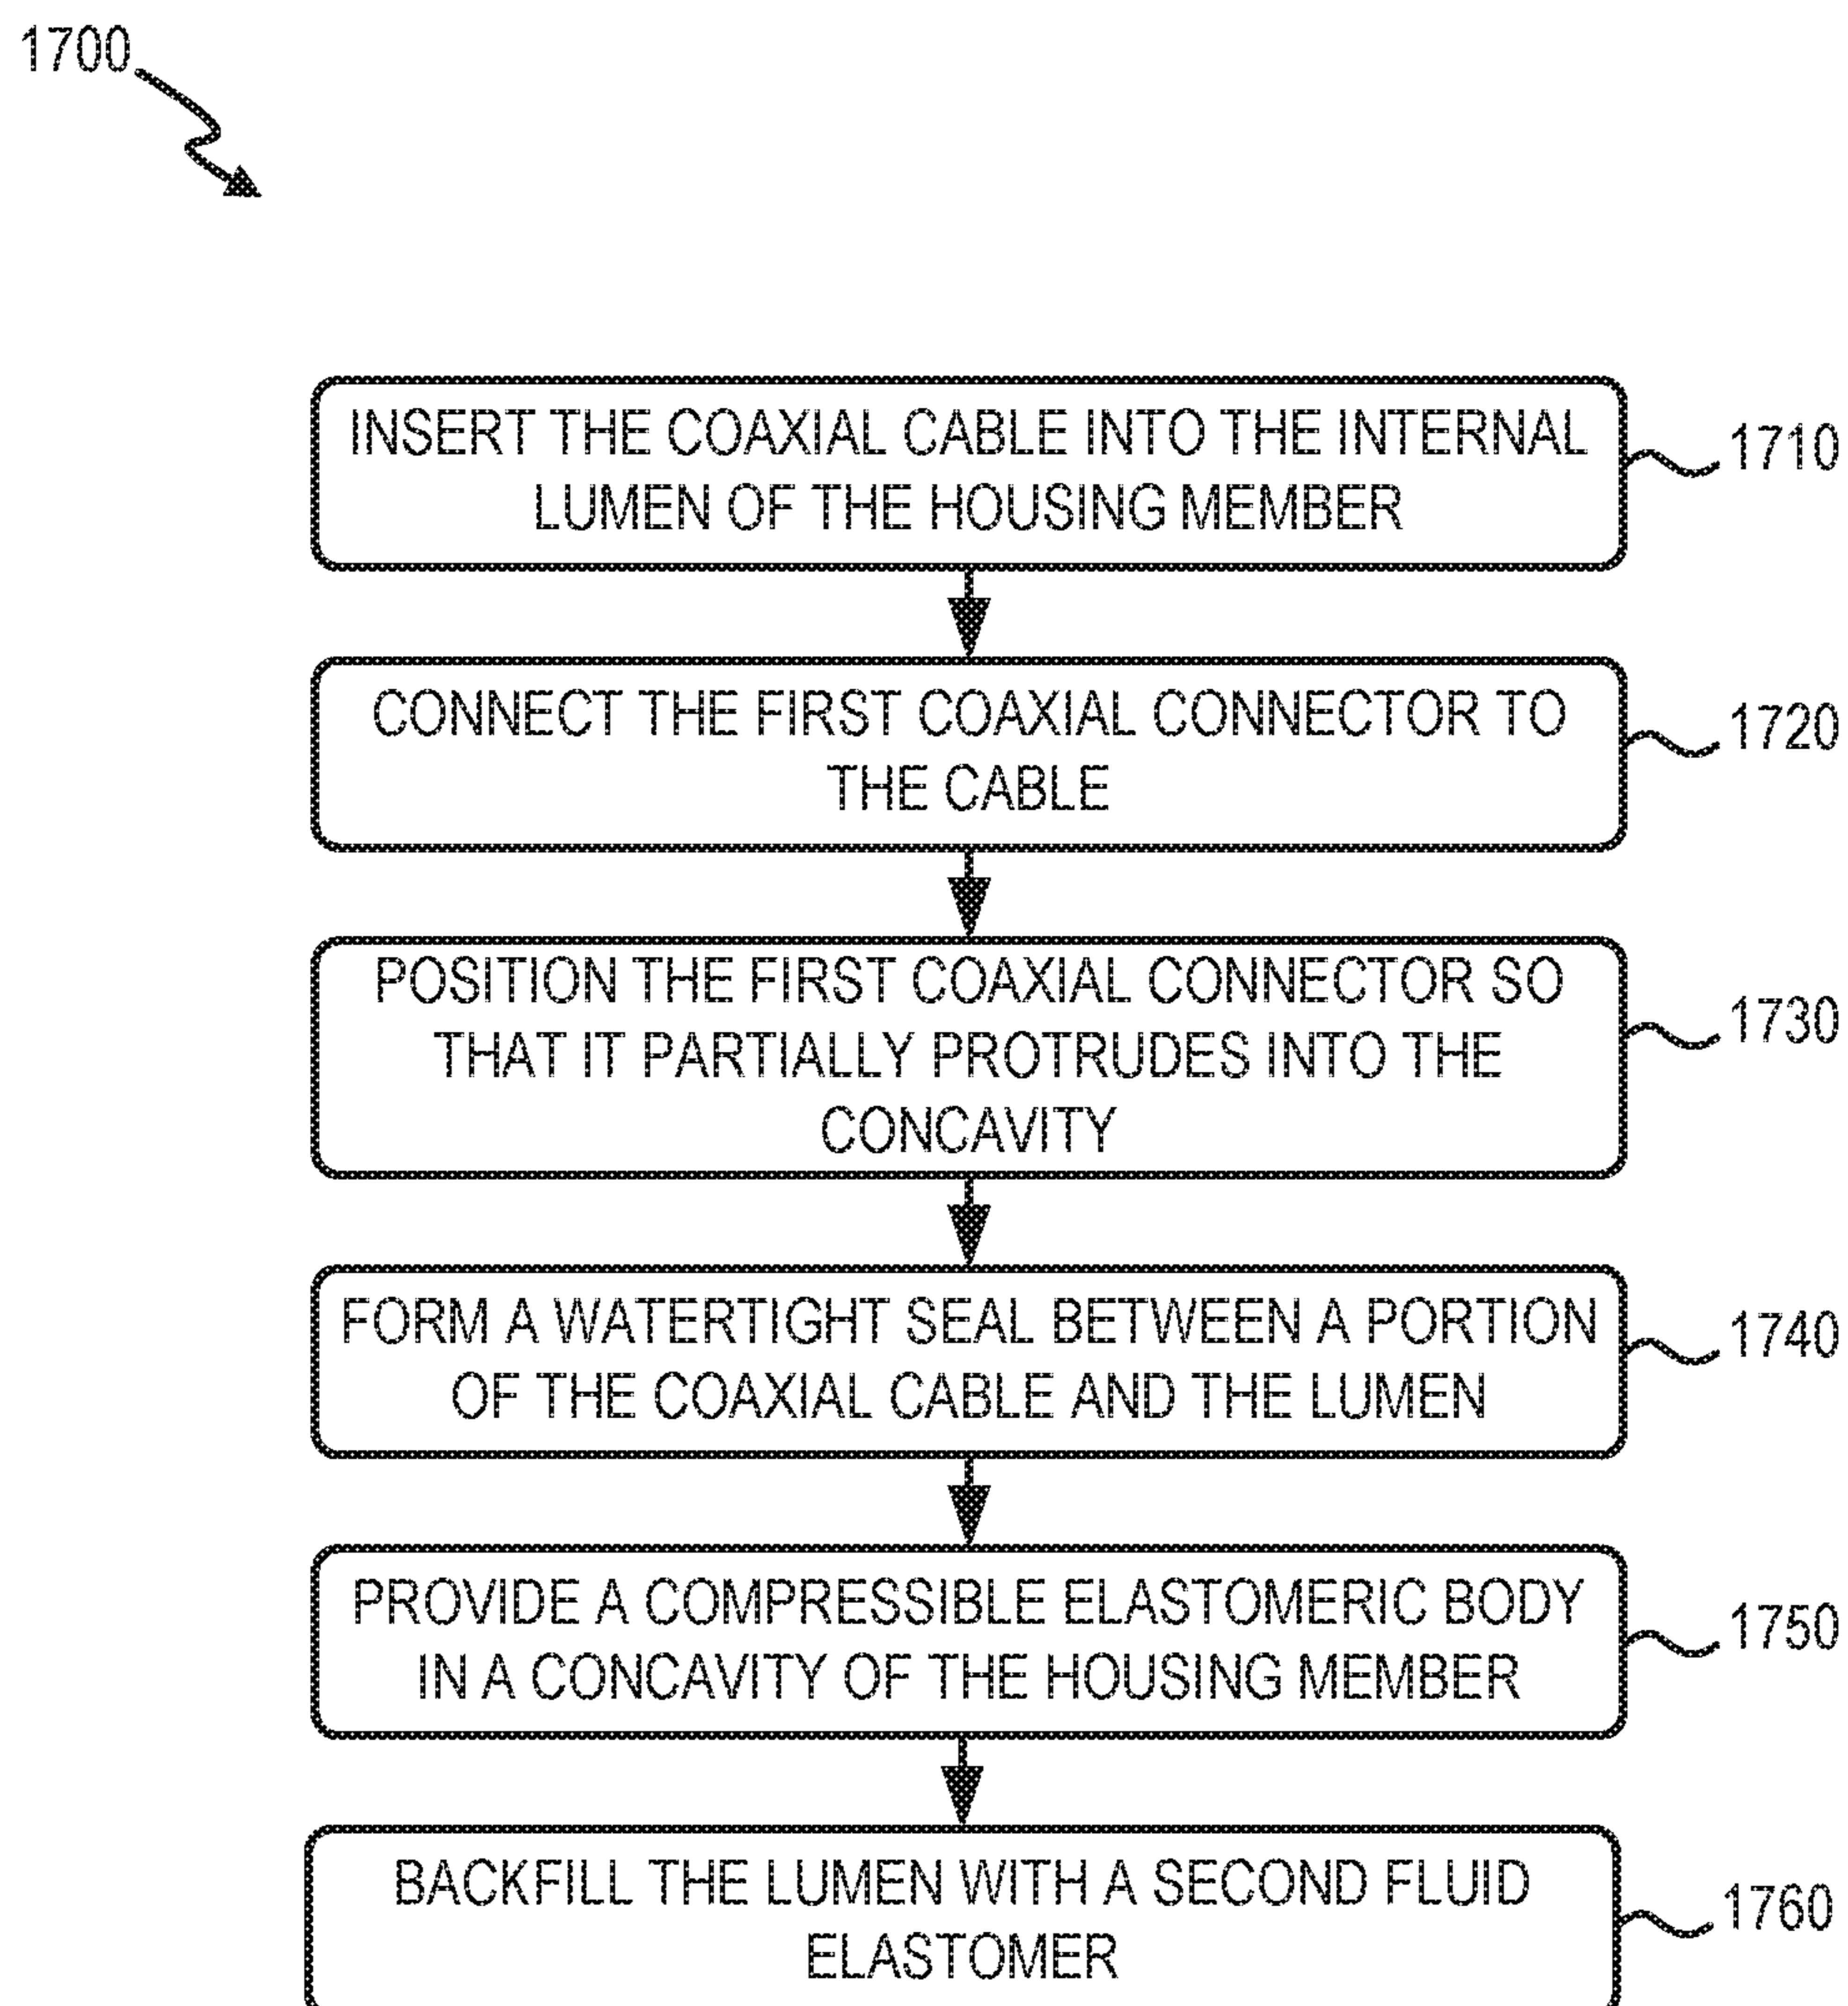 1700
INSERT THE COAXIAL CABLE INTO THE INTERNAL
LUMEN OF THE HOUSING MEMBER
1710
CONNECT THE FIRST COAXIAL CONNECTOR TO
THE CABLE
1720
POSITION THE FIRST COAXIAL CONNECTOR SO
THAT IT PARTIALLY PROTRUDES INTO THE
CONCAVITY
1730
FORM A WATERTIGHT SEAL BETWEEN A PORTION
OF THE COAXIAL CABLE AND THE LUMEN
1740
PROVIDE A COMPRESSIBLE ELASTOMERIC BODY
IN A CONCAVITY OF THE HOUSING MEMBER
1750
BACKFILL THE LUMEN WITH A SECOND FLUID
ELASTOMER
1760